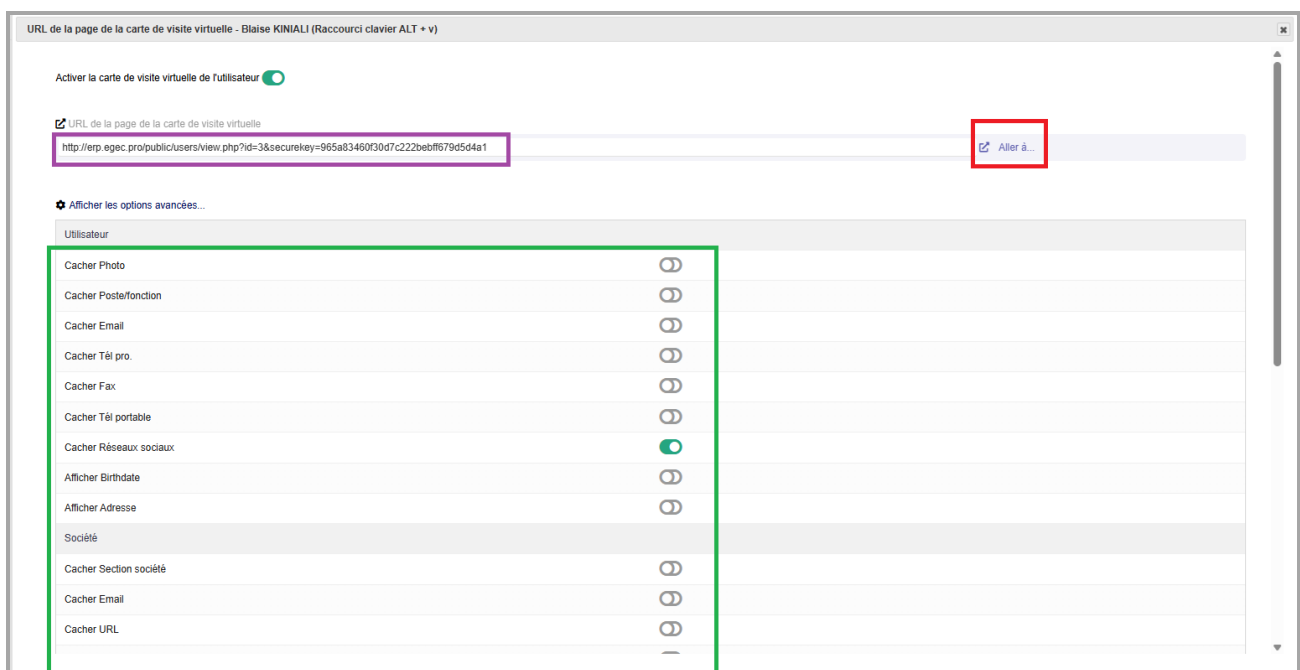 URL de la page de la carte de visite virtuelle - Blaise KINIALI (Raccourci clavier ALT + v)
Activer la carte de visite virtuelle de l'utilisateur
URL de la page de la carte de visite virtuelle
http://erp.egec.pro/public/users/view.php?id=3&securekey=965a83460f30d7c222bebff679d5d4a1
Aller à...
Afficher les options avancées...
Utilisateur
Cacher Photo
Cacher Poste/fonction
Cacher Email
Cacher Tél pro.
Cacher Fax
Cacher Tél portable
Cacher Réseaux sociaux
Afficher Birthdate
Afficher Adresse
Société
Cacher Section société
Cacher Email
Cacher URL